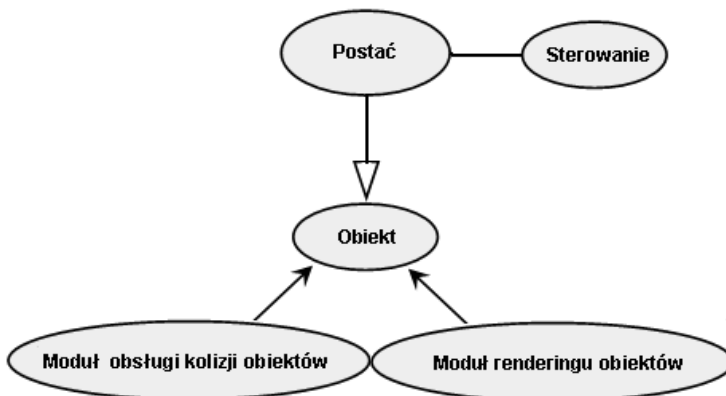 Postać
Sterowanie
Obiekt
Moduł obsługi kolizji obiektów
Moduł renderingu obiektów